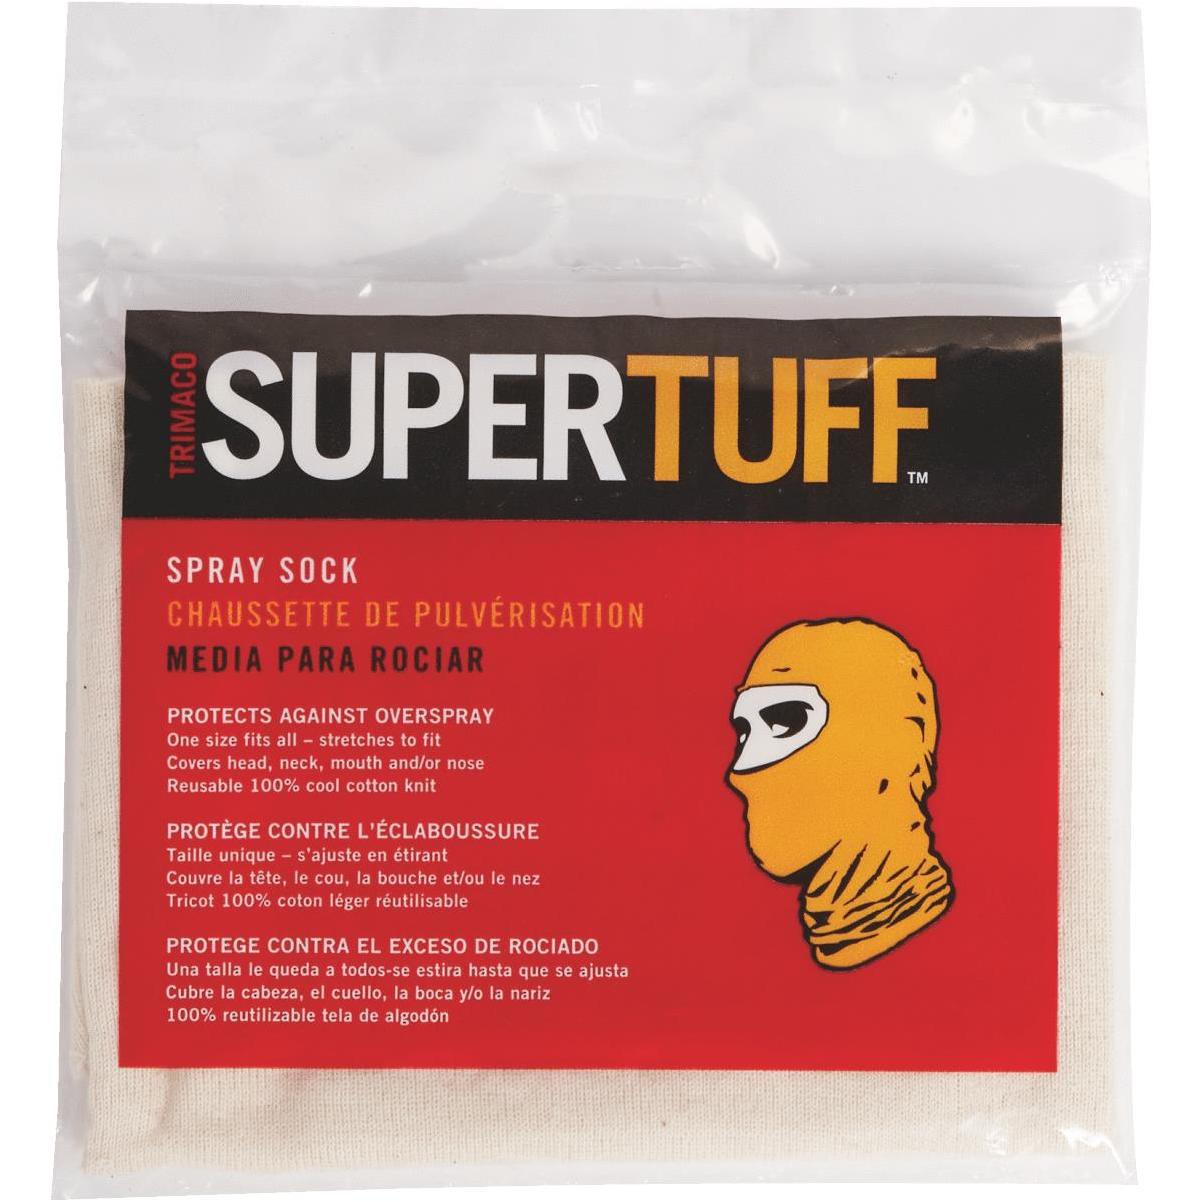 TRIMACO
SUPERTUFF™
SPRAY SOCK
CHAUSSETTE DE PULVÉRISATION
MEDIA PARA ROCIAR
PROTECTS AGAINST OVERSPRAY
One size fits all – stretches to fit
Covers head, neck, mouth and/or nose
Reusable 100% cool cotton knit
PROTÈGE CONTRE L'ÉCLABOUSSURE
Taille unique – s'ajuste en étirant
Couvre la tête, le cou, la bouche et/ou le nez
Tricot 100% coton léger réutilisable
PROTEGE CONTRA EL EXCESO DE ROCIADO
Una talla le queda a todos-se estira hasta que se ajusta
Cubre la cabeza, el cuello, la boca y/o la nariz
100% reutilizable tela de algodón